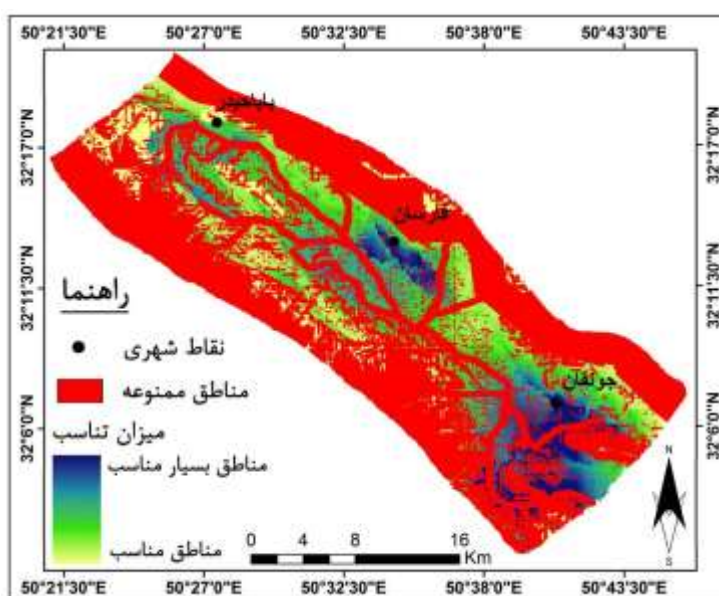 50°21'30"E 50°27'0"E 50°32'30"E 50°38'0"E 50°43'30"E
32°17'0"N 32°17'0"N
32°11'30"N 32°11'30"N
32°6'0"N 32°6'0"N
باباحیدر
فارسان
جونقان
راهنما
نقاط شهری
مناطق ممنوعه
میزان تناسب
مناطق بسیار مناسب
مناطق مناسب
0 4 8 16
Km
N
S
50°21'30"E 50°27'0"E 50°32'30"E 50°38'0"E 50°43'30"E